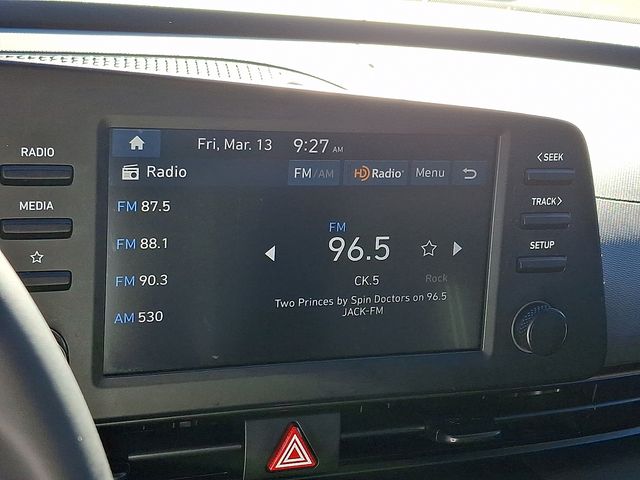 Fri, Mar. 13 9:27 AM
RADIO
Radio
FM/AM
HD Radio
Menu
MEDIA
FM 87.5
FM 88.1
FM 90.3
AM 530
FM
96.5
CK.5
Rock
Two Princes by Spin Doctors on 96.5
JACK-FM
<SEEK
TRACK>
SETUP